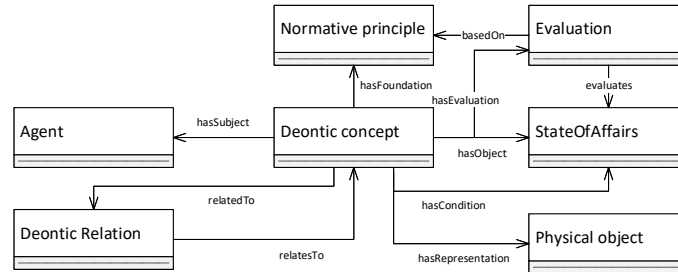 Normative principle
basedOn
Evaluation
hasFoundation
hasEvaluation
evaluates
Agent
hasSubject
Deontic concept
hasObject
StateOfAffairs
relatedTo
hasCondition
Deontic Relation
relatesTo
hasRepresentation
Physical object